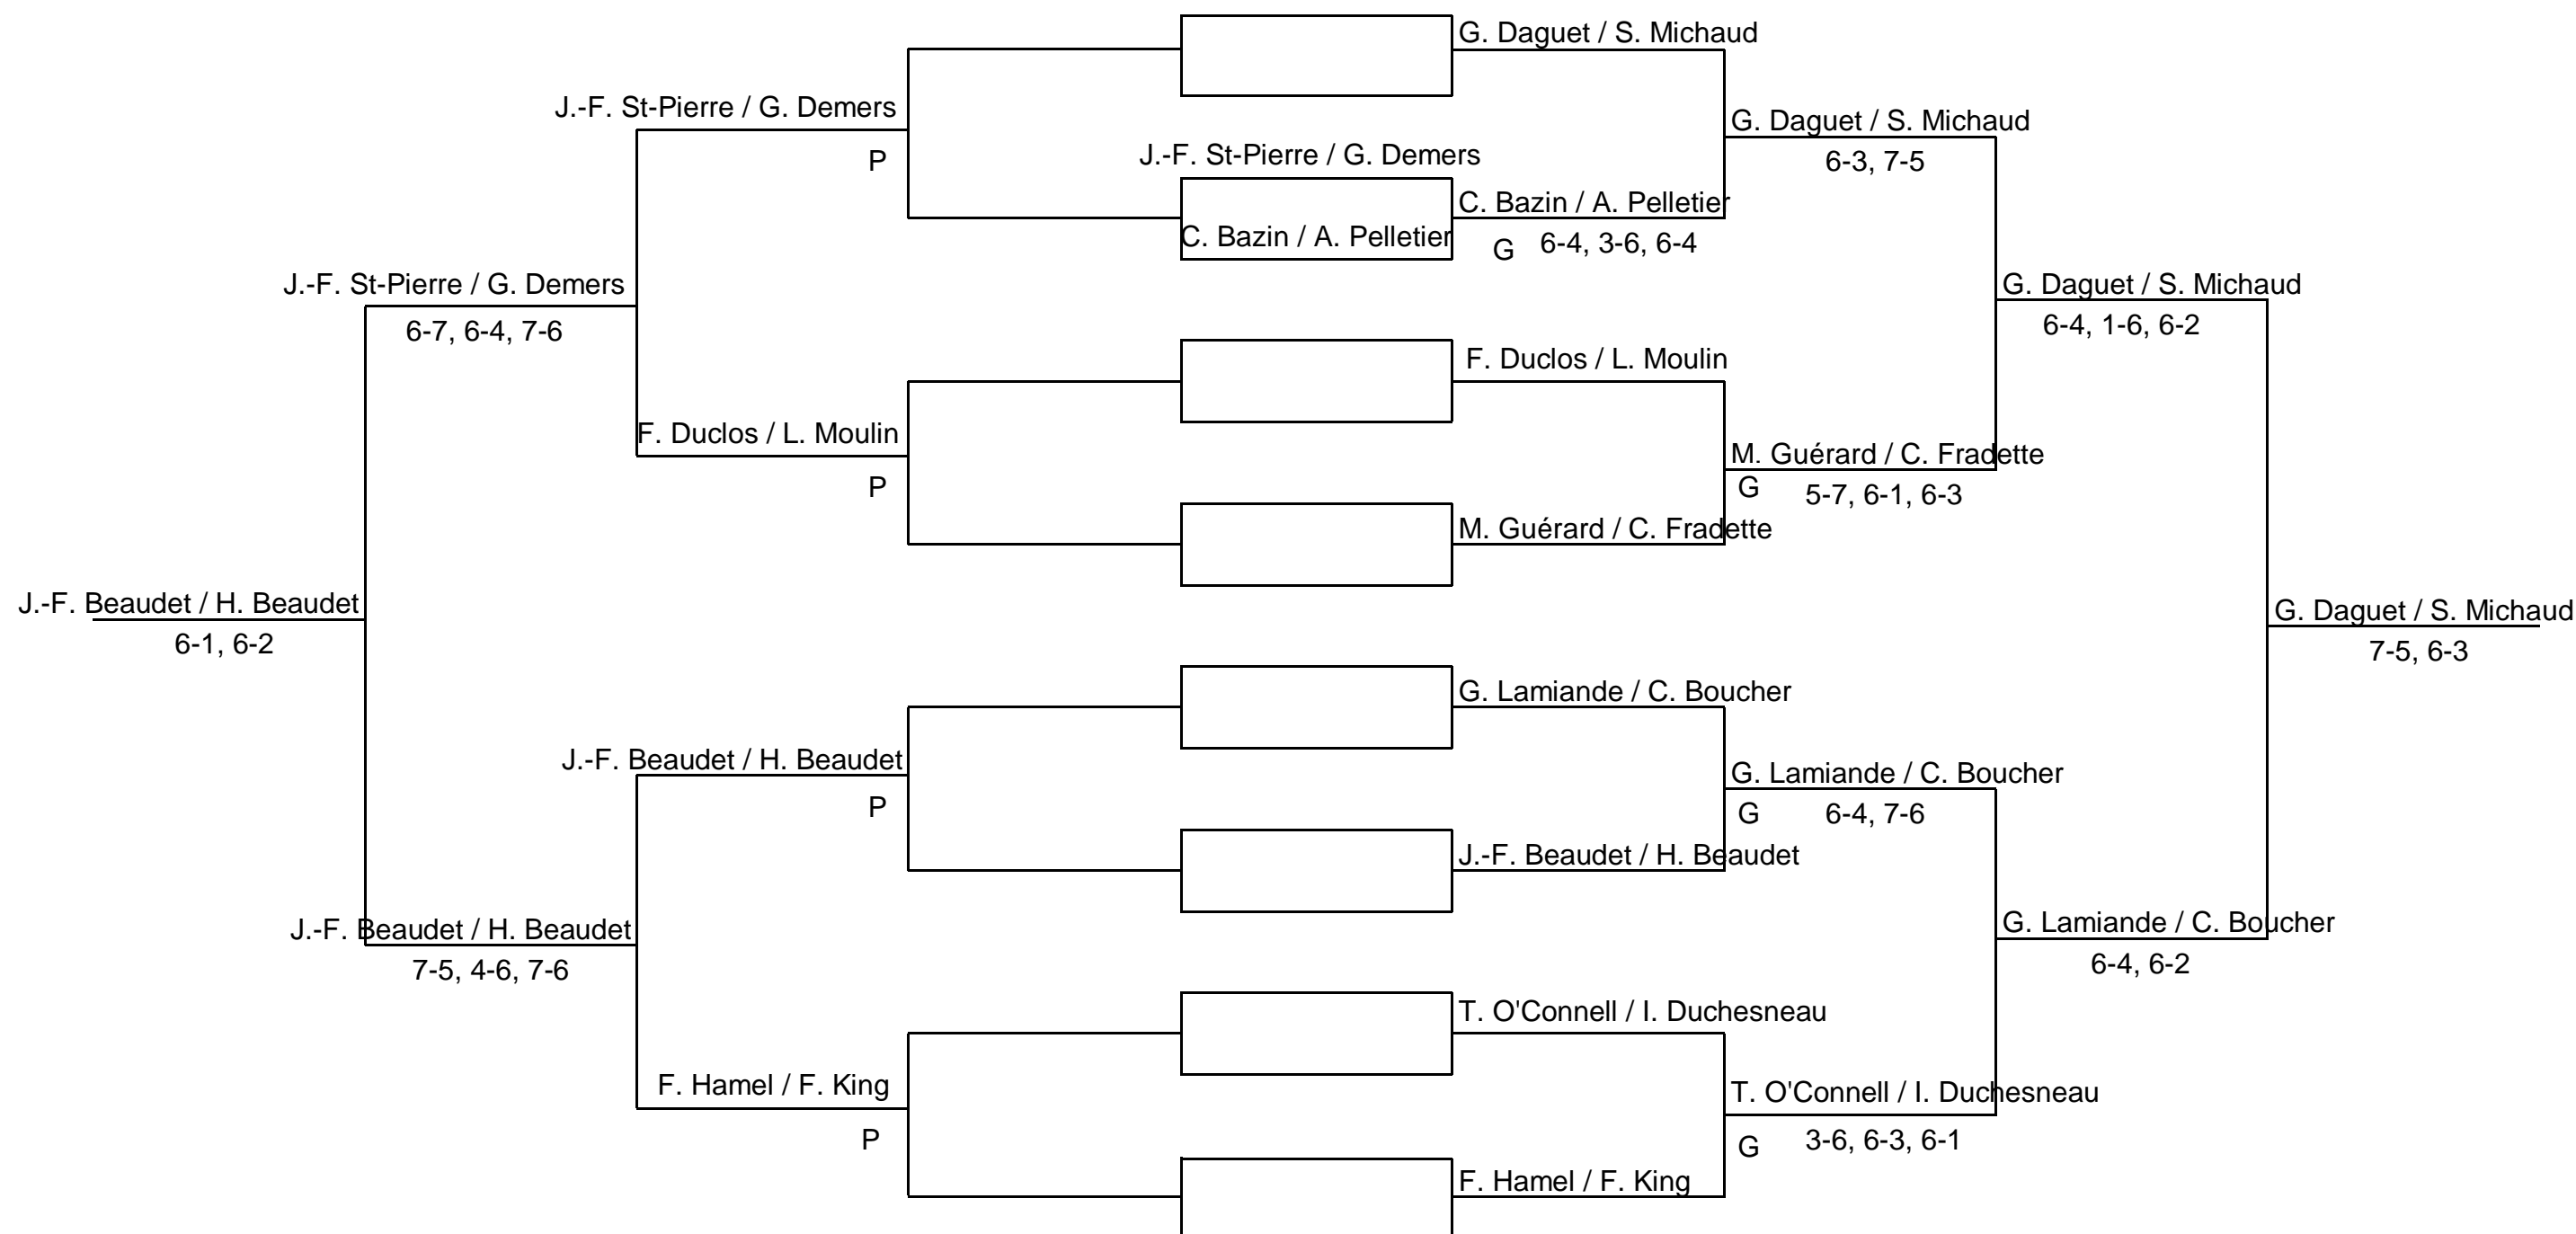 G. Daguet / S. Michaud
J.-F. St-Pierre / G. Demers
G. Daguet / S. Michaud
P
J.-F. St-Pierre / G. Demers
6-3, 7-5
C. Bazin / A. Pelletier
C. Bazin / A. Pelletier
G
6-4, 3-6, 6-4
J.-F. St-Pierre / G. Demers
G. Daguet / S. Michaud
6-7, 6-4, 7-6
6-4, 1-6, 6-2
F. Duclos / L. Moulin
F. Duclos / L. Moulin
M. Guérard / C. Fradette
P
G
5-7, 6-1, 6-3
M. Guérard / C. Fradette
J.-F. Beaudet / H. Beaudet
G. Daguet / S. Michaud
6-1, 6-2
7-5, 6-3
G. Lamiande / C. Boucher
J.-F. Beaudet / H. Beaudet
G. Lamiande / C. Boucher
P
G
6-4, 7-6
J.-F. Beaudet / H. Beaudet
J.-F. Beaudet / H. Beaudet
G. Lamiande / C. Boucher
7-5, 4-6, 7-6
6-4, 6-2
T. O'Connell / I. Duchesneau
F. Hamel / F. King
T. O'Connell / I. Duchesneau
P
G
3-6, 6-3, 6-1
F. Hamel / F. King